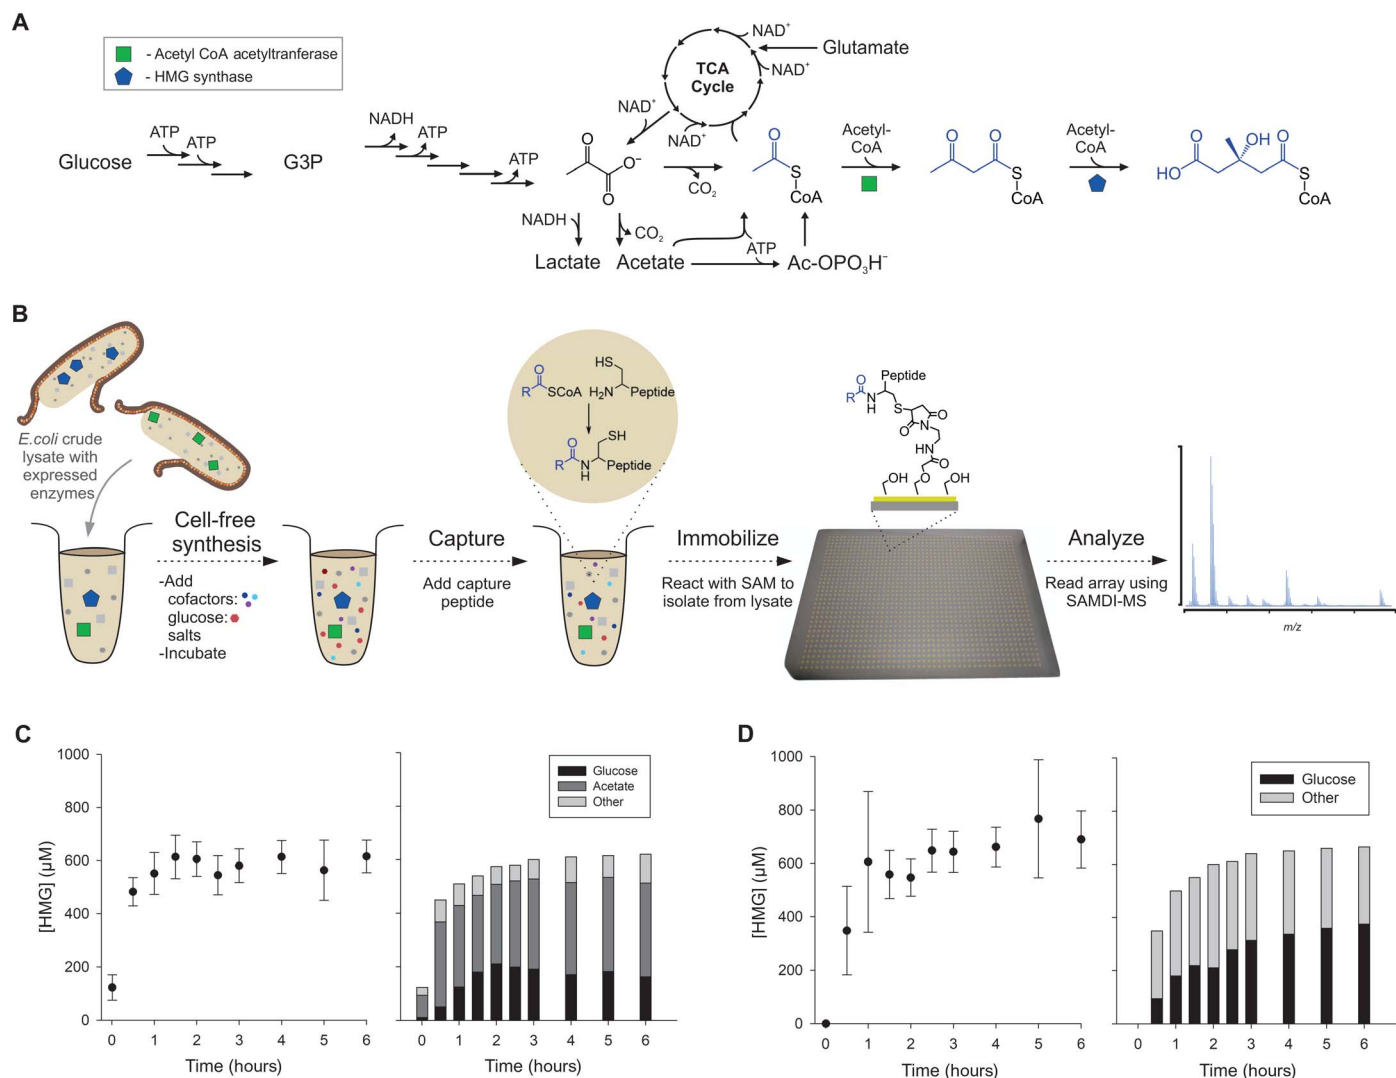 A
- Acetyl CoA acetyltranferase
- HMG synthase
NAD⁺
Glutamate
TCA
Cycle
NAD⁺
NAD⁺
NAD⁺
NADH
ATP
ATP
ATP
ATP
Glucose
G3P
O
O⁻
O
CO₂
O
S
CoA
Acetyl-
CoA
O
O
S
CoA
Acetyl-
CoA
O
OH
O
HO
S
CoA
NADH
CO₂
ATP
Lactate
Acetate
Ac-OPO₃H⁻
B
E.coli crude
lysate with
expressed
enzymes
Cell-free
synthesis
-Add
cofactors:
glucose:
salts
-Incubate
HS
O
R
SCoA
H₂N
Peptide
O
SH
R
N
H
Peptide
Capture
Add capture
peptide
Immobilize
React with SAM to
isolate from lysate
Peptide
O
R
N
H
S
O
O
N
HN
O
OH
O
OH
Analyze
Read array using
SAMDI-MS
m/z
C
[HMG] (µM)
1000
800
600
400
200
0
0 1 2 3 4 5 6
Time (hours)
Glucose
Acetate
Other
0 1 2 3 4 5 6
Time (hours)
D
[HMG] (µM)
1000
800
600
400
200
0
0 1 2 3 4 5 6
Time (hours)
Glucose
Other
0 1 2 3 4 5 6
Time (hours)